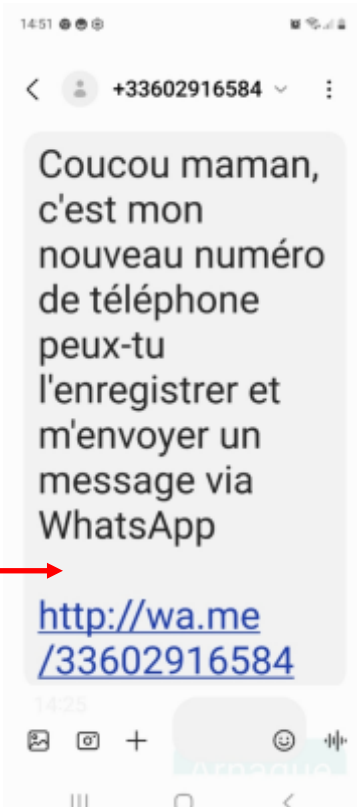 14:51
+33602916584
Coucou maman,
c'est mon
nouveau numéro
de téléphone
peux-tu
l'enregistrer et
m'envoyer un
message via
WhatsApp
http://wa.me
/33602916584
14:25
Arnaque